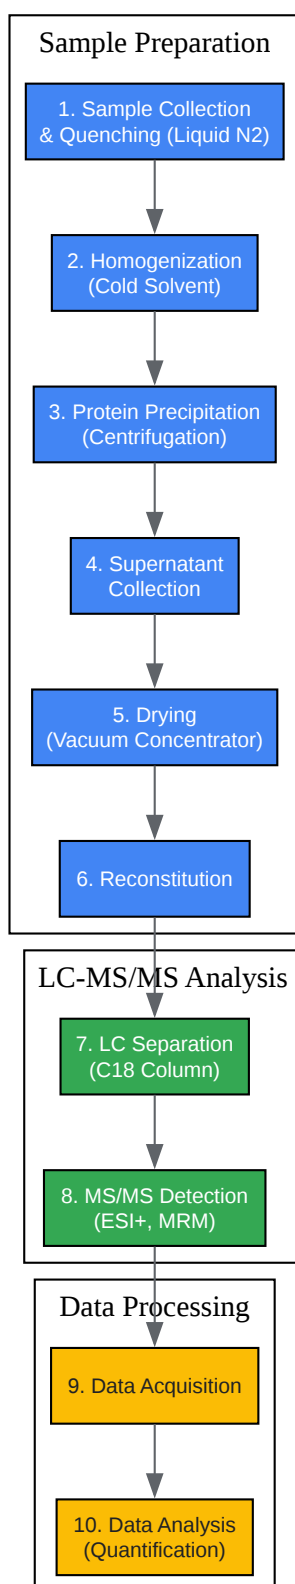 Sample Preparation
1. Sample Collection
& Quenching (Liquid N2)
2. Homogenization
(Cold Solvent)
3. Protein Precipitation
(Centrifugation)
4. Supernatant
Collection
5. Drying
(Vacuum Concentrator)
6. Reconstitution
LC-MS/MS Analysis
7. LC Separation
(C18 Column)
8. MS/MS Detection
(ESI+, MRM)
Data Processing
9. Data Acquisition
10. Data Analysis
(Quantification)